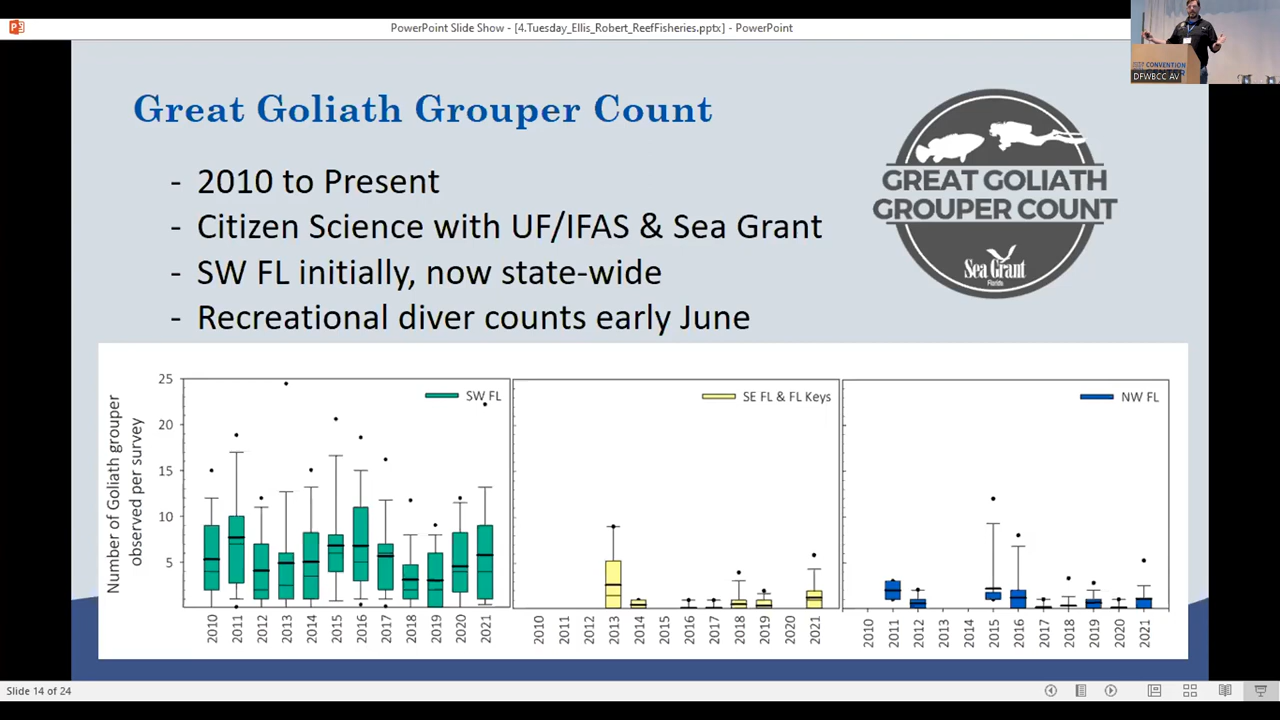 PowerPoint Slide Show - [4.Tuesday_Ellis_Robert_ReefFisheries.pptx] - PowerPoint
CONVENTION
DFWBCC AV
Great Goliath Grouper Count
- 2010 to Present
- Citizen Science with UF/IFAS & Sea Grant
- SW FL initially, now state-wide
- Recreational diver counts early June
GREAT GOLIATH
GROUPER COUNT
Sea Grant
Florida
Number of Goliath grouper
observed per survey
25
20
15
10
5
SW FL
SE FL & FL Keys
NW FL
2010 2011 2012 2013 2014 2015 2016 2017 2018 2019 2020 2021
2010 2011 2012 2013 2014 2015 2016 2017 2018 2019 2020 2021
2010 2011 2012 2013 2014 2015 2016 2017 2018 2019 2020 2021
Slide 14 of 24